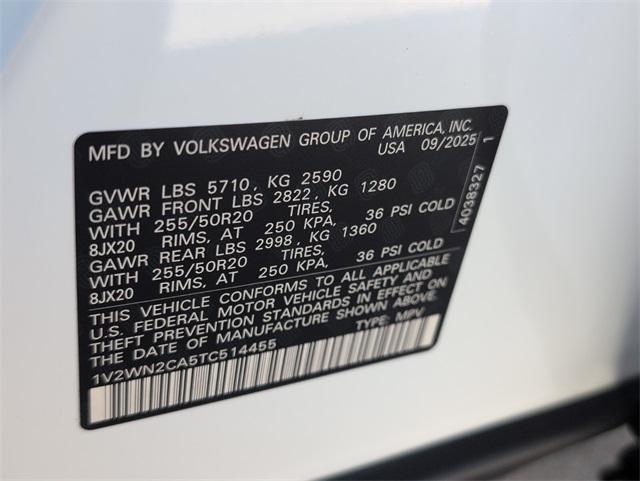 MFD BY VOLKSWAGEN GROUP OF AMERICA, INC.
USA 09/2025
GVWR LBS 5710, KG 2590
GAWR FRONT LBS 2822, KG 1280
WITH 255/50R20 TIRES,
8JX20 RIMS, AT 250 KPA, 36 PSI COLD
GAWR REAR LBS 2998, KG 1360
WITH 255/50R20 TIRES,
8JX20 RIMS, AT 250 KPA, 36 PSI COLD
THIS VEHICLE CONFORMS TO ALL APPLICABLE
U.S. FEDERAL MOTOR VEHICLE SAFETY AND
THEFT PREVENTION STANDARDS IN EFFECT ON
THE DATE OF MANUFACTURE SHOWN ABOVE.
1V2WN2CA5TC514455 TYPE: MPV
4038327 1